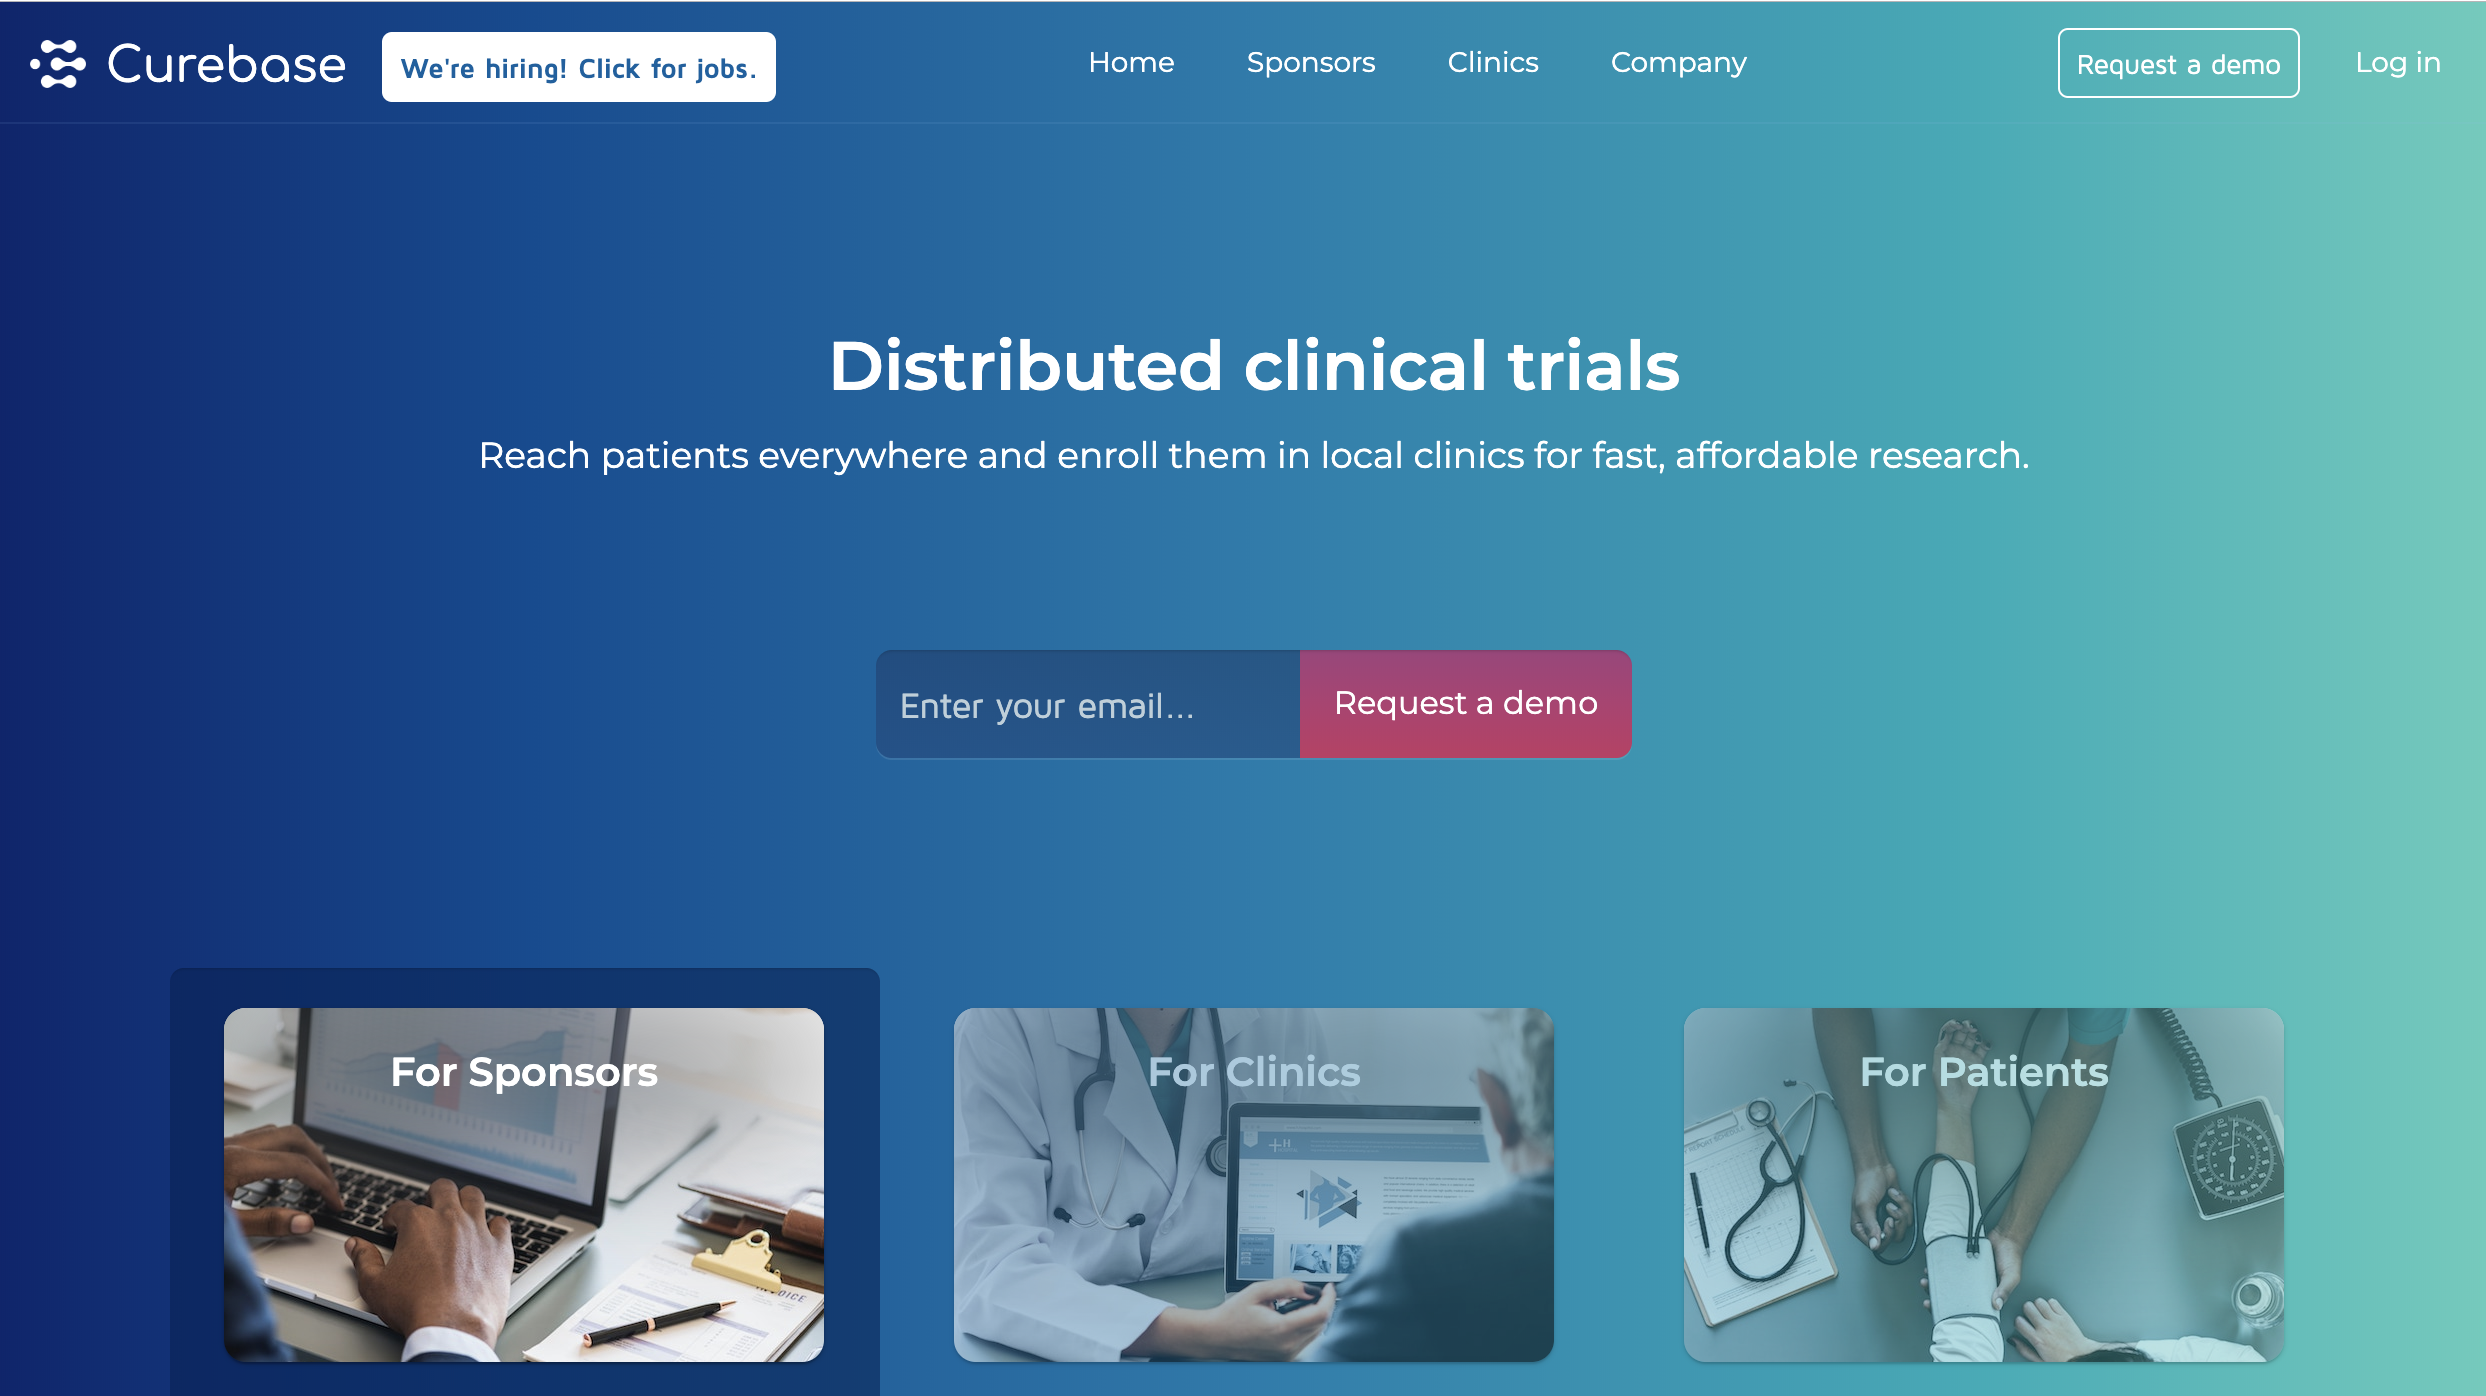 Curebase
We're hiring! Click for jobs.
Home
Sponsors
Clinics
Company
Request a demo
Log in
Distributed clinical trials
Reach patients everywhere and enroll them in local clinics for fast, affordable research.
Enter your email...
Request a demo
For Sponsors
For Clinics
For Patients